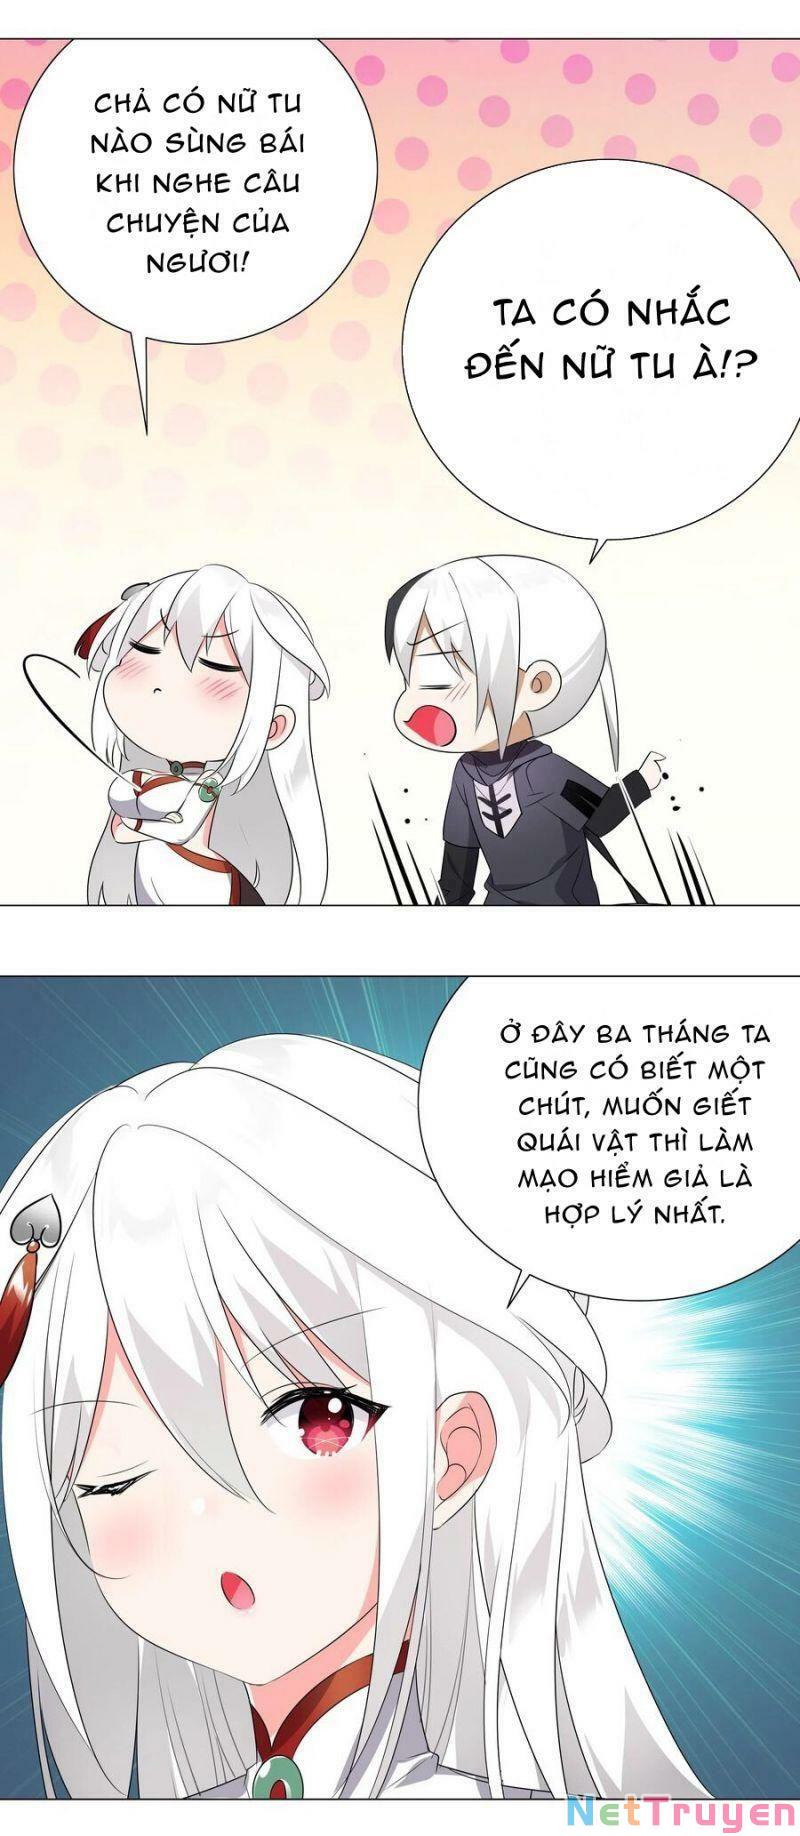 CHẢ CÓ NỮ TU
NÀO SÙNG BÁI
KHI NGHE CÂU
CHUYỆN CỦA
NGƯƠI!
TA CÓ NHẮC
ĐẾN NỮ TU À!?
Ở ĐÂY BA THÁNG TA
CŨNG CÓ BIẾT MỘT
CHÚT, MUỐN GIẾT
QUÁI VẬT THÌ LÀM
MẠO HIỂM GIẢ LÀ
HỢP LÝ NHẤT.
NetTruyen